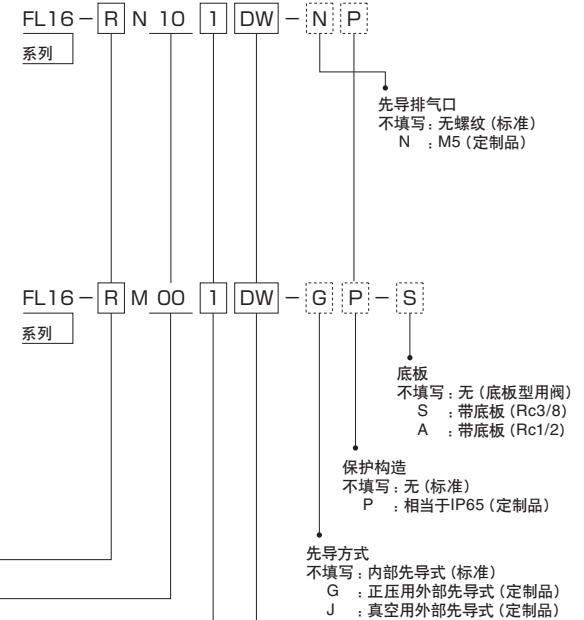 FL16－R N 10 1 DW－N P
系列
先导排气口
不填写：无螺纹（标准）
N ：M5（定制品）
FL16－R M 00 1 DW－G P－S
系列
底板
不填写：无（底板型用阀）
S ：带底板（Rc3/8）
A ：带底板（Rc1/2）
保护构造
不填写：无（标准）
P ：相当于IP65（定制品）
先导方式
不填写：内部先导式（标准）
G ：正压用外部先导式（定制品）
J ：真空用外部先导式（定制品）